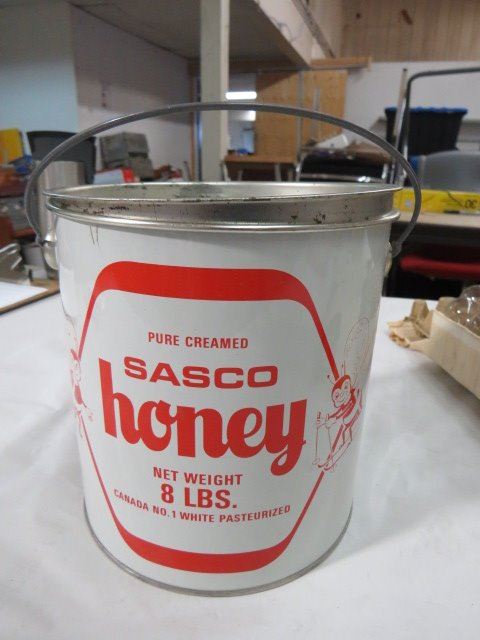 PURE CREAMED
SASCO
honey
NET WEIGHT
8 LBS.
CANADA NO. 1 WHITE PASTEURIZED